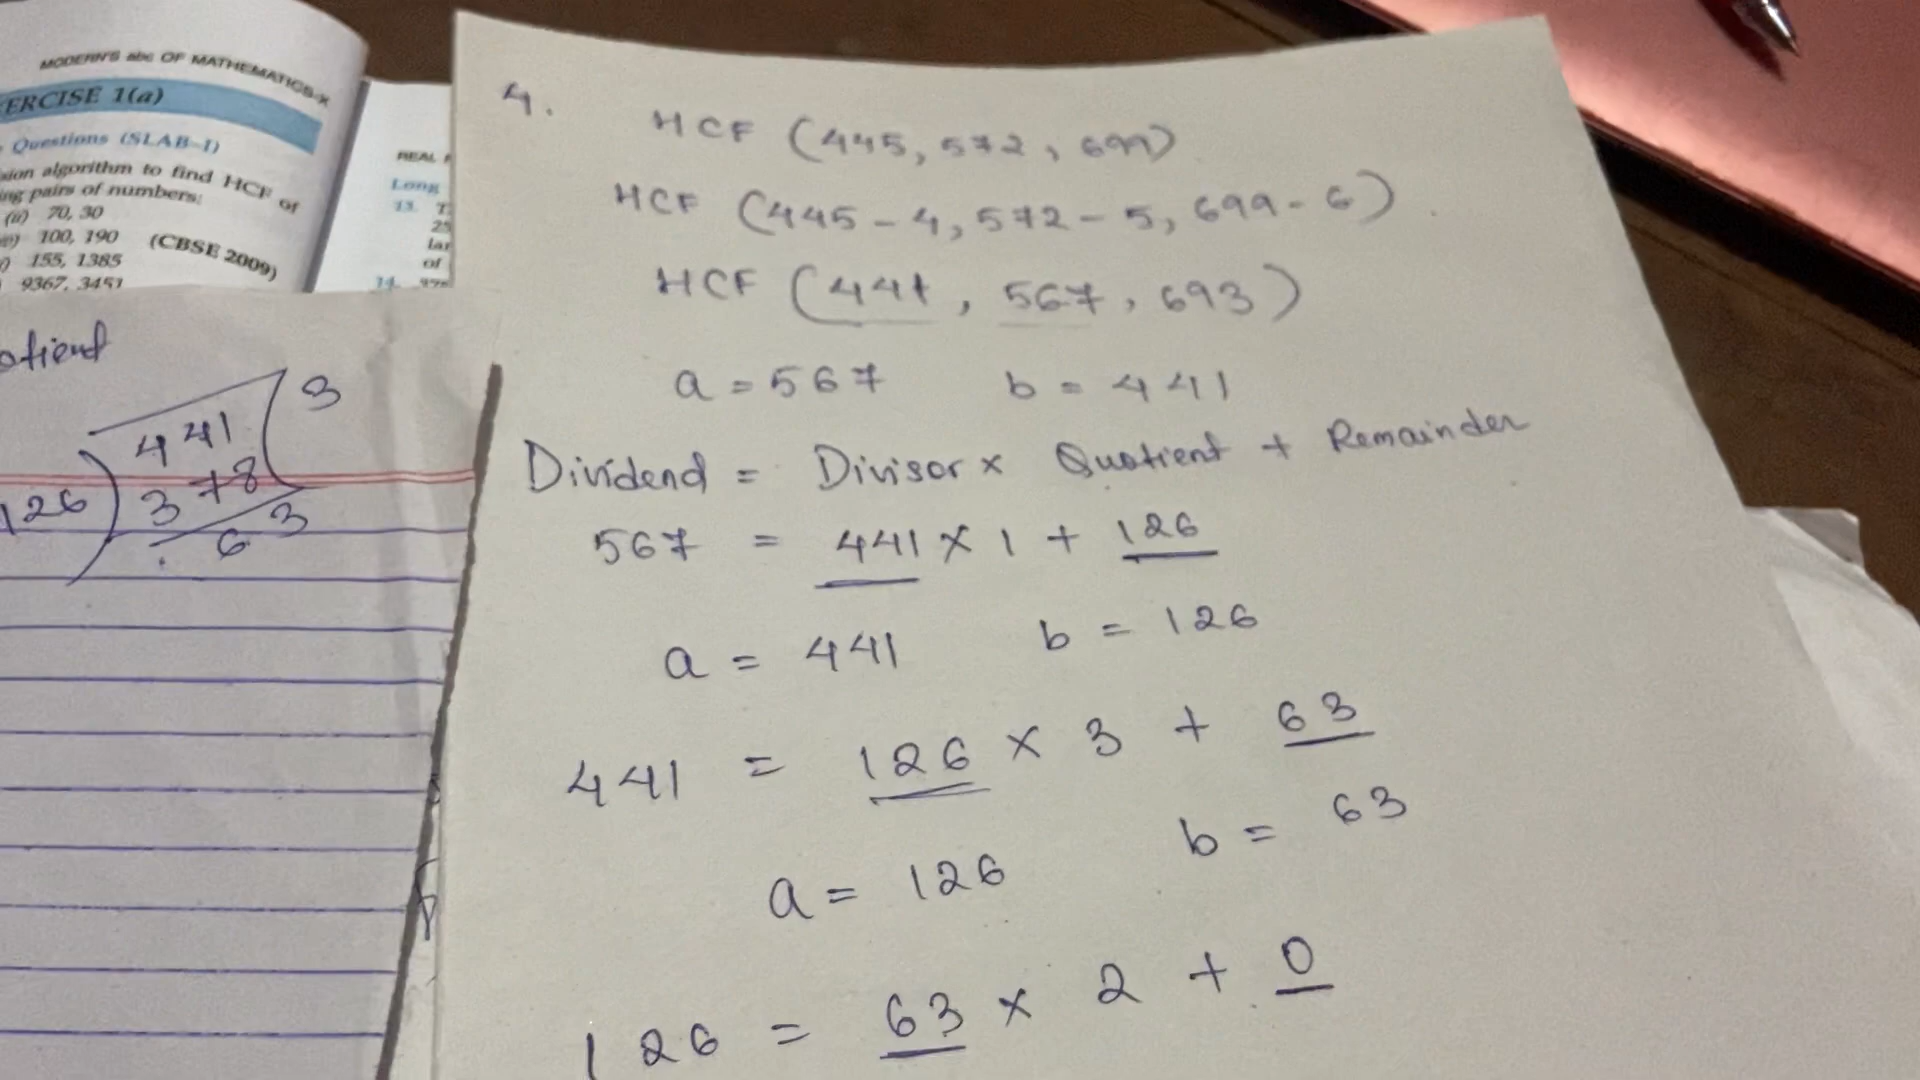 MODERN'S abc OF MATHEMATICS-X
ERCISE 1(a)
Questions (SLAB-I)
sion algorithm to find HCF of
ing pairs of numbers:
(ii) 70, 30
100, 190 (CBSE 2009)
155, 1385
9367, 3451
REAL
Long
13.
25
lar
of
14.
otient
441
3
126
378
63
4.
HCF (445, 572, 699)
HCF (445 - 4, 572 - 5, 699 - 6)
HCF (441, 567, 693)
a = 567 b = 441
Dividend = Divisor × Quotient + Remainder
567 = 441 × 1 + 126
a = 441 b = 126
441 = 126 × 3 + 63
a = 126 b = 63
126 = 63 × 2 + 0